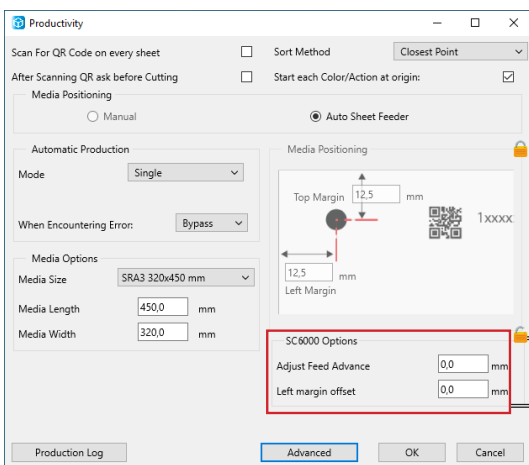 Productivity
Scan For QR Code on every sheet
Sort Method Closest Point
After Scanning QR ask before Cutting
Start each Color/Action at origin:
Media Positioning
Manual
Auto Sheet Feeder
Automatic Production
Mode Single
When Encountering Error: Bypass
Media Options
Media Size SRA3 320x450 mm
Media Length 450,0 mm
Media Width 320,0 mm
Media Positioning
Top Margin 12,5 mm
1xxxx
12,5 mm
Left Margin
SC6000 Options
Adjust Feed Advance 0,0 mm
Left margin offset 0,0 mm
Production Log
Advanced
OK
Cancel